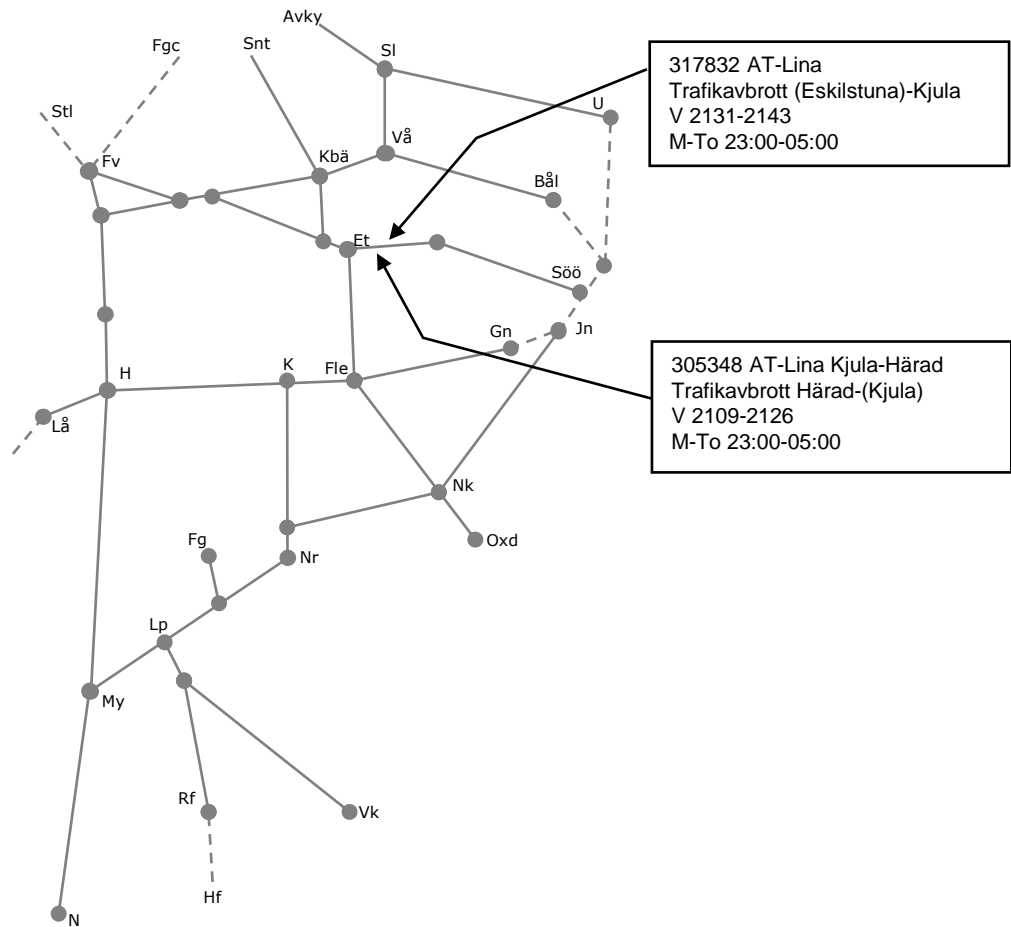 Avky
Fgc
Snt
Sl
317832 AT-Lina
Trafikavbrott (Eskilstuna)-Kjula
V 2131-2143
M-To 23:00-05:00
Stl
U
Vå
Fv
Kbä
Bål
Et
Söö
Gn
Jn
305348 AT-Lina Kjula-Härad
Trafikavbrott Härad-(Kjula)
V 2109-2126
M-To 23:00-05:00
H
K
Fle
Lå
Nk
Fg
Oxd
Nr
Lp
My
Rf
Vk
Hf
N